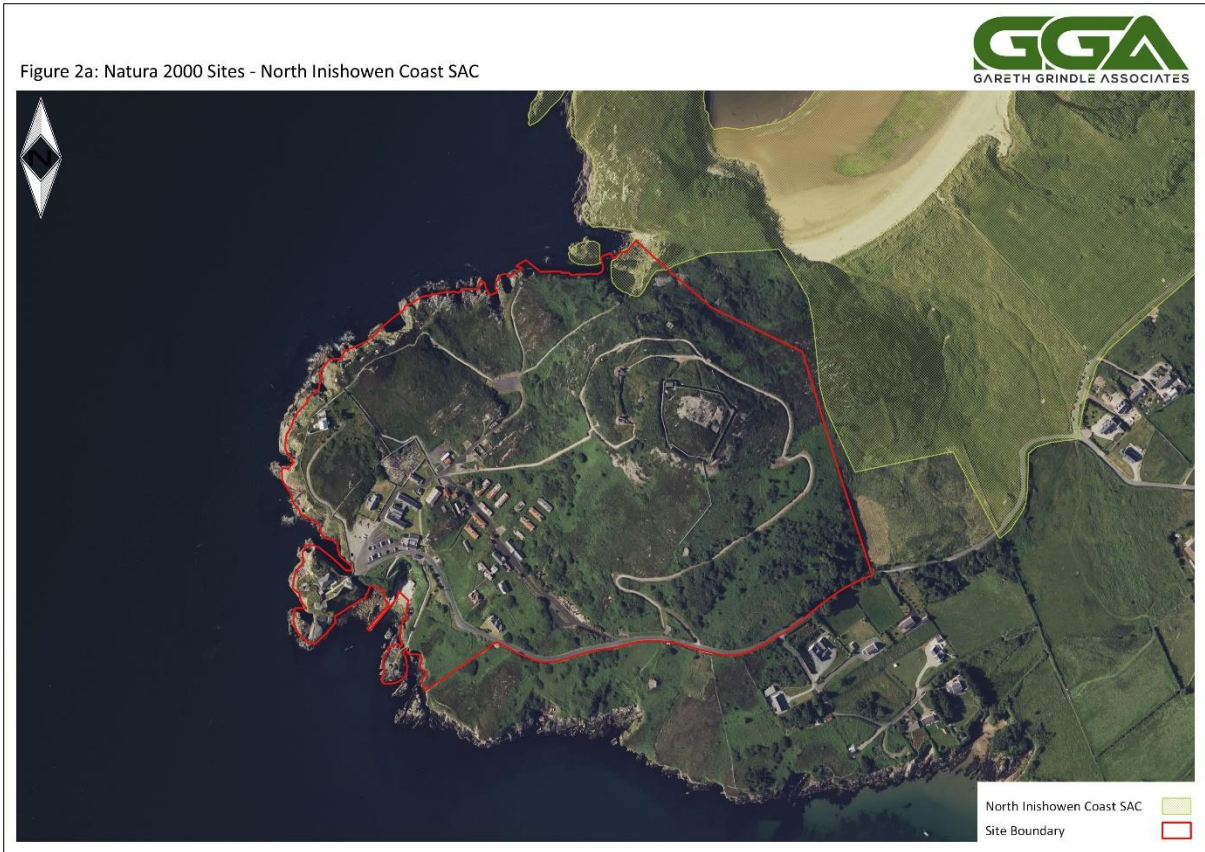 GGA
GARETH GRINDLE ASSOCIATES
Figure 2a: Natura 2000 Sites - North Inishowen Coast SAC
N
North Inishowen Coast SAC
Site Boundary